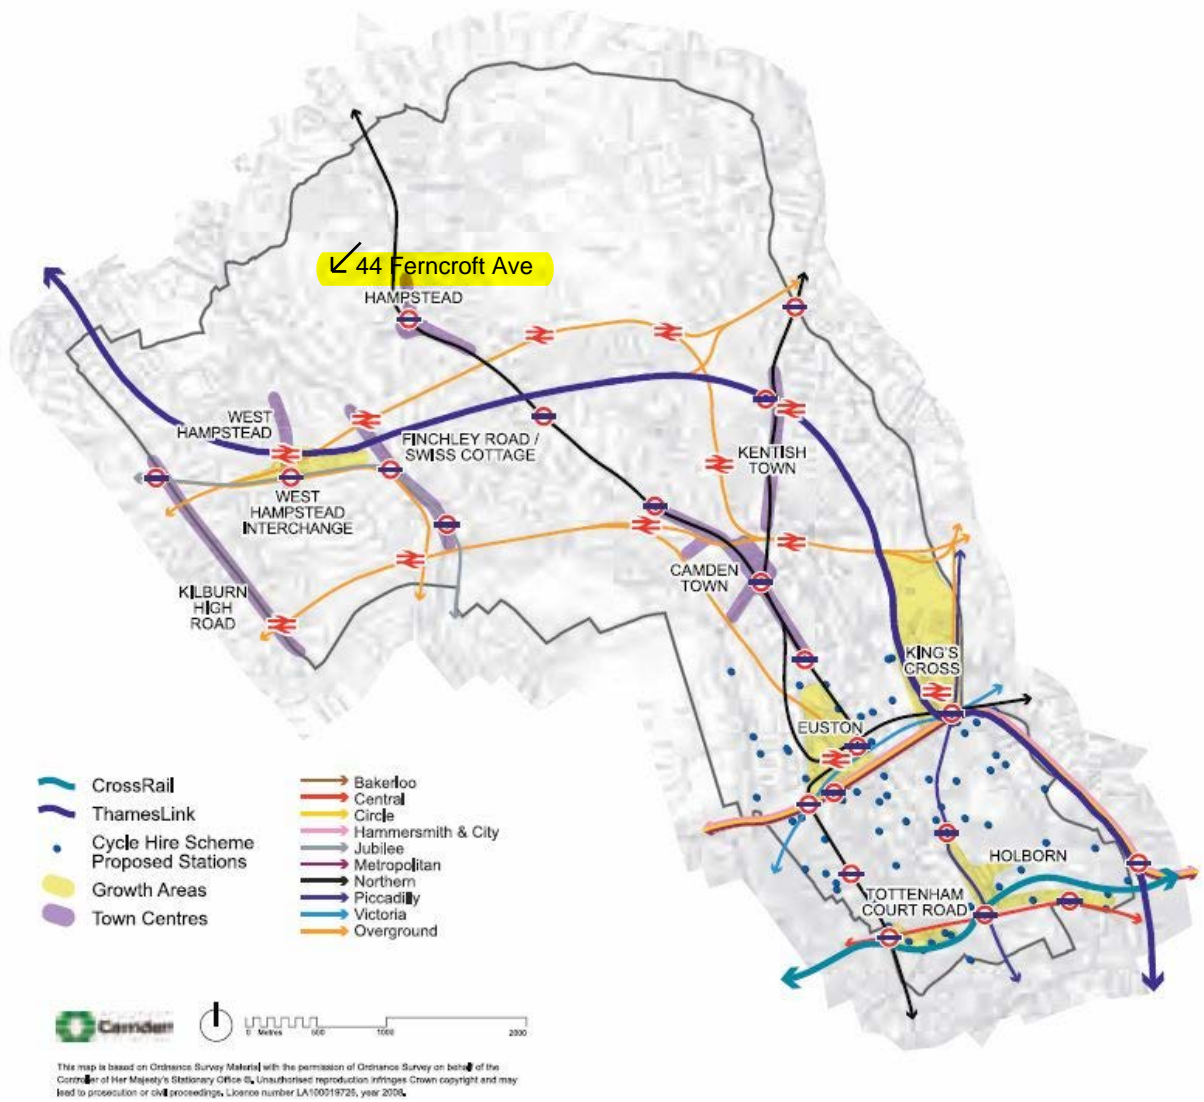 44 Ferncroft Ave
HAMPSTEAD
WEST
HAMPSTEAD
FINCHLEY ROAD /
SWISS COTTAGE
KENTISH
TOWN
WEST
HAMPSTEAD
INTERCHANGE
CAMDEN
TOWN
KILBURN
HIGH
ROAD
KING'S
CROSS
EUSTON
HOLBORN
TOTTENHAM
COURT ROAD
CrossRail
ThamesLink
Cycle Hire Scheme
Proposed Stations
Growth Areas
Town Centres
Bakerloo
Central
Circle
Hammersmith & City
Jubilee
Metropolitan
Northern
Piccadilly
Victoria
Overground
Camden
0 Metres 500 1000 2000
This map is based on Ordnance Survey Material with the permission of Ordnance Survey on behalf of the
Controller of Her Majesty's Stationary Office ©, Unauthorised reproduction infringes Crown copyright and may
lead to prosecution or civil proceedings. Licence number LA100019726, year 2008.